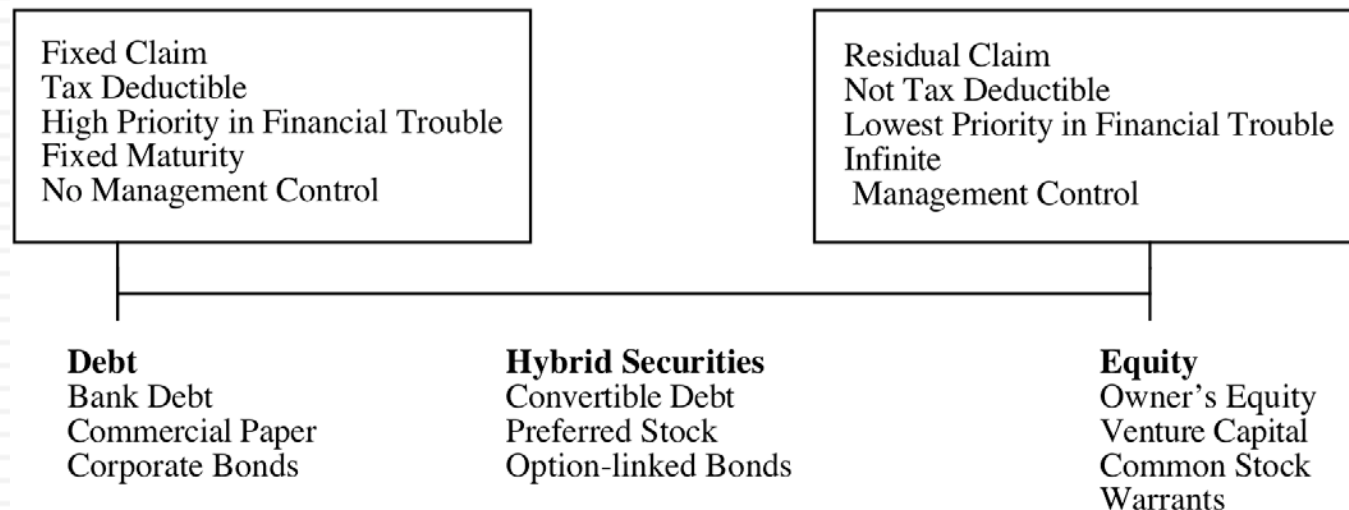 Fixed Claim
Tax Deductible
High Priority in Financial Trouble
Fixed Maturity
No Management Control
Residual Claim
Not Tax Deductible
Lowest Priority in Financial Trouble
Infinite
Management Control
Debt
Bank Debt
Commercial Paper
Corporate Bonds
Hybrid Securities
Convertible Debt
Preferred Stock
Option-linked Bonds
Equity
Owner's Equity
Venture Capital
Common Stock
Warrants